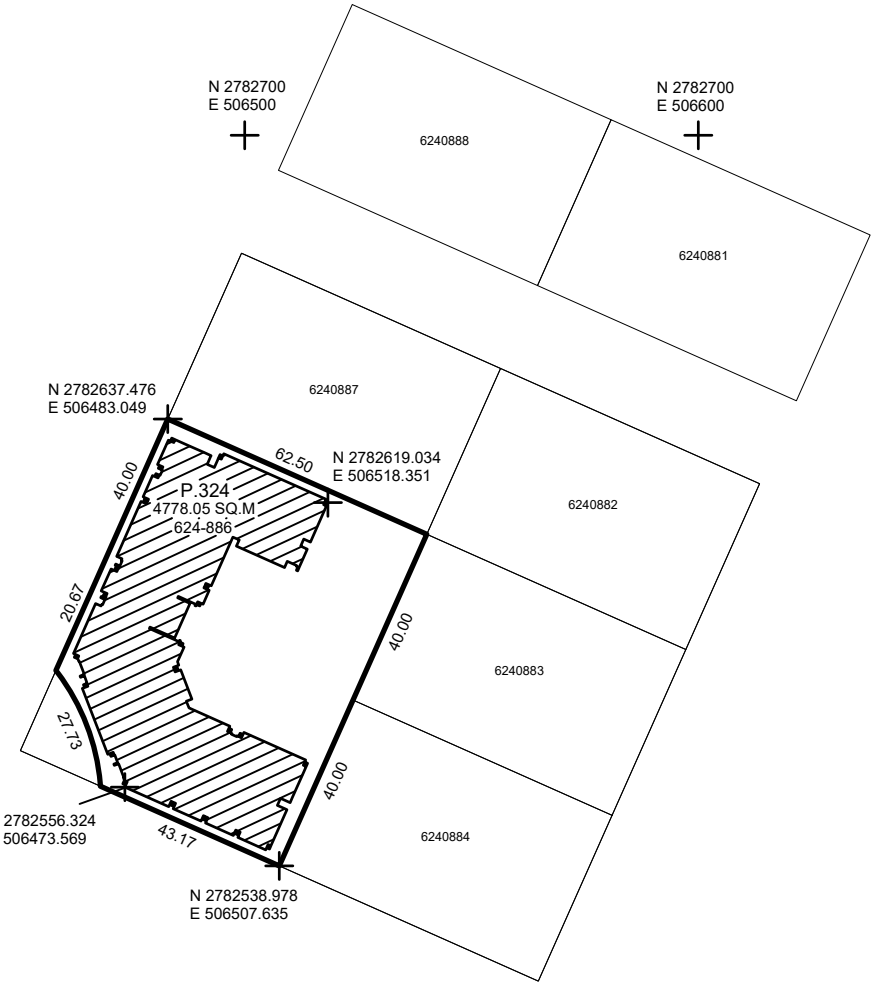 N 2782700
E 506500
N 2782700
E 506600
6240888
6240881
6240887
N 2782637.476
E 506483.049
62.50
N 2782619.034
E 506518.351
40.00
P.324
4778.05 SQ.M
624-886
6240882
20.67
40.00
6240883
27.73
40.00
2782556.324
506473.569
43.17
6240884
N 2782538.978
E 506507.635